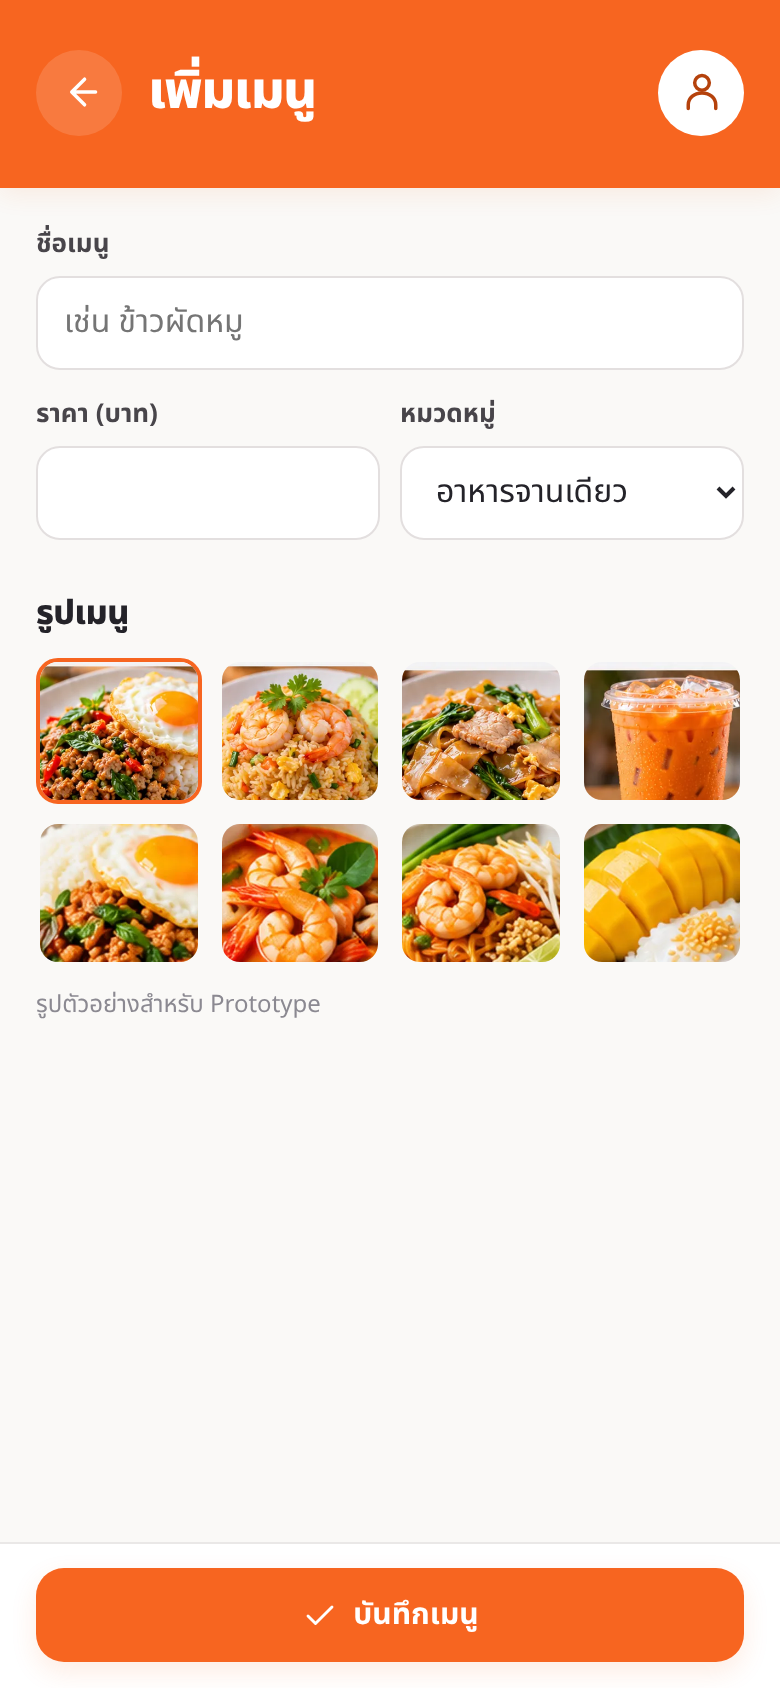 เพิ่มเมนู
ชื่อเมนู
เช่น ข้าวผัดหมู
ราคา (บาท)
หมวดหมู่
อาหารจานเดียว
รูปเมนู
รูปตัวอย่างสำหรับ Prototype
บันทึกเมนู